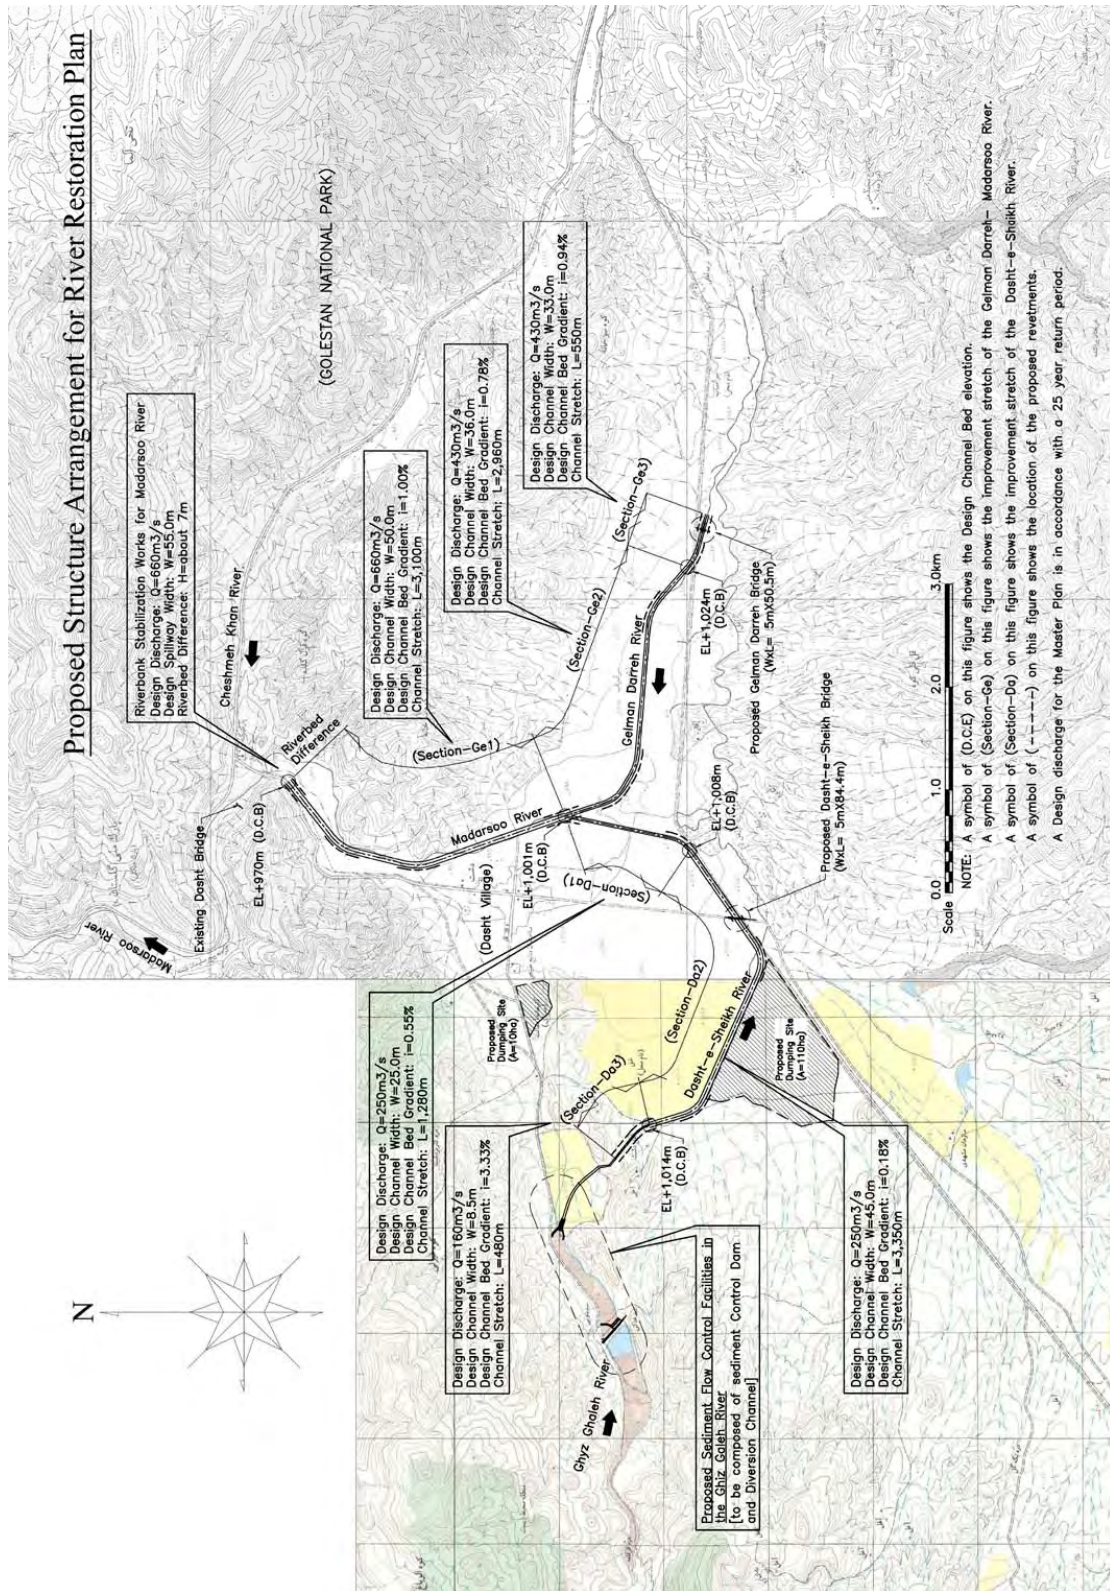 Proposed Structure Arrangement for River Restoration Plan
N
(GOLESTAN NATIONAL PARK)
Riverbank Stabilization Works for Madarsoo River
Design Discharge: Q=660m3/s
Design Spillway Width: W=55.0m
Riverbed Difference: H=about 7m
Cheshmeh Khan River
Madarsoo River
Existing Dasht Bridge
EL+970m (D.C.B)
Riverbed
Difference
Design Discharge: Q=660m3/s
Design Channel Width: W=50.0m
Design Channel Bed Gradient: i=1.00%
Channel Stretch: L=3,100m
(Section-Ge1)
Design Discharge: Q=430m3/s
Design Channel Width: W=36.0m
Design Channel Bed Gradient: i=0.78%
Channel Stretch: L=2,960m
(Section-Ge2)
Design Discharge: Q=430m3/s
Design Channel Width: W=33.0m
Design Channel Bed Gradient: i=0.94%
Channel Stretch: L=550m
(Section-Ge3)
Madarsoo River
(Dasht Village)
EL+1,001m
(D.C.B)
Gelman Darreh River
EL+1,024m
(D.C.B)
Proposed Gelman Darreh Bridge
(WxL= 5mX50.5m)
EL+1,008m
(D.C.B)
Proposed Dasht-e-Sheikh Bridge
(WxL= 5mX84.4m)
(Section-Da1)
(Section-Da2)
(Section-Da3)
Design Discharge: Q=250m3/s
Design Channel Width: W=25.0m
Design Channel Bed Gradient: i=0.55%
Channel Stretch: L=1,280m
Proposed
Dumping Site
(A=10ha)
Design Discharge: Q=160m3/s
Design Channel Width: W=8.5m
Design Channel Bed Gradient: i=3.33%
Channel Stretch: L=480m
Dasht-e-Sheikh River
Proposed
Dumping Site
(A=110ha)
EL+1,014m
(D.C.B)
Ghyz Ghaleh River
Proposed Sediment Flow Control Facilities in
the Ghiz Galeh River
[to be composed of sediment Control Dam
and Diversion Channel]
Design Discharge: Q=250m3/s
Design Channel Width: W=45.0m
Design Channel Bed Gradient: i=0.18%
Channel Stretch: L=3,350m
Scale
0.0 1.0 2.0 3.0km
NOTE: A symbol of (D.C.E) on this figure shows the Design Channel Bed elevation.
A symbol of (Section-Ge) on this figure shows the improvement stretch of the Gelman Darreh- Madarsoo River.
A symbol of (Section-Da) on this figure shows the improvement stretch of the Dasht-e-Shaikh River.
A symbol of (-----) on this figure shows the location of the proposed revetments.
A Design discharge for the Master Plan is in accordance with a 25 year return period.